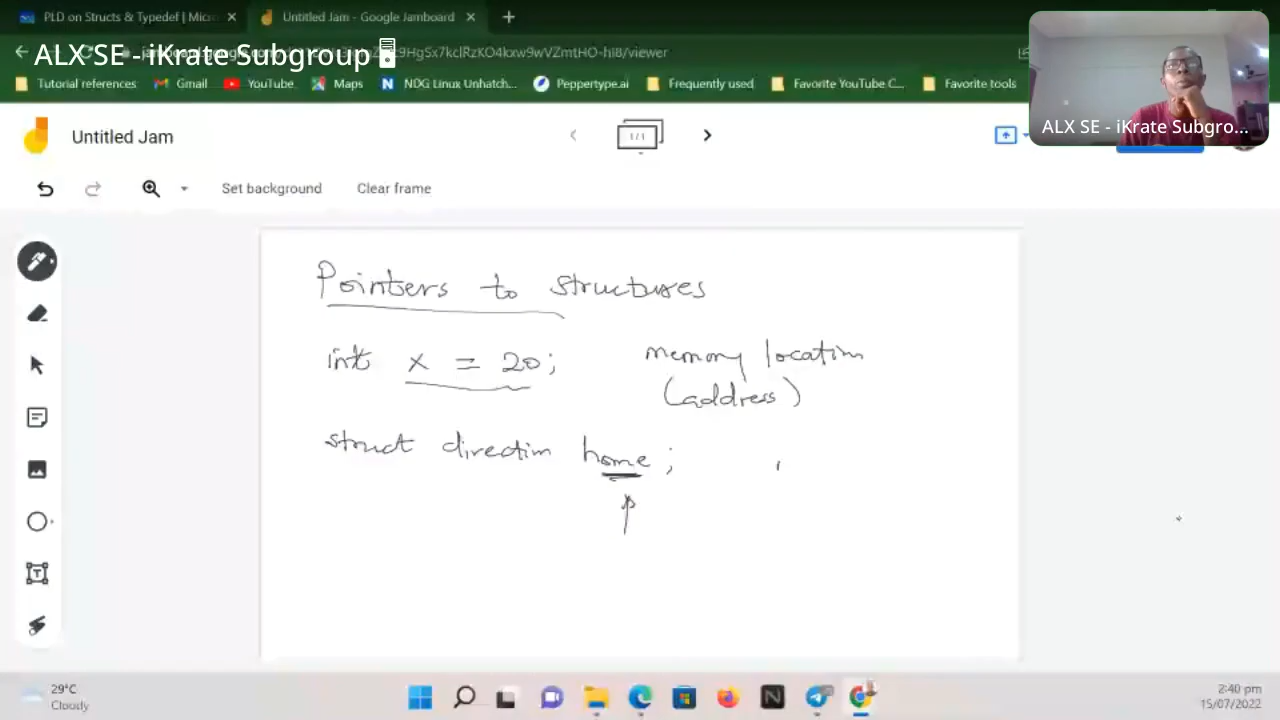 PLD on Structs & Typedef | Micr
Untitled Jam - Google Jamboard
ALX SE - iKrate Subgroup
Tutorial references
Gmail
YouTube
Maps
NDG Linux Unhatch...
Peppertype.ai
Frequently used
Favorite YouTube C...
Favorite tools
ALX SE - iKrate Subgro...
Untitled Jam
1/1
Set background
Clear frame
Pointers to structures
int x = 20;
memory location
(address)
struct direction home;
29°C
Cloudy
2:40 pm
15/07/2022